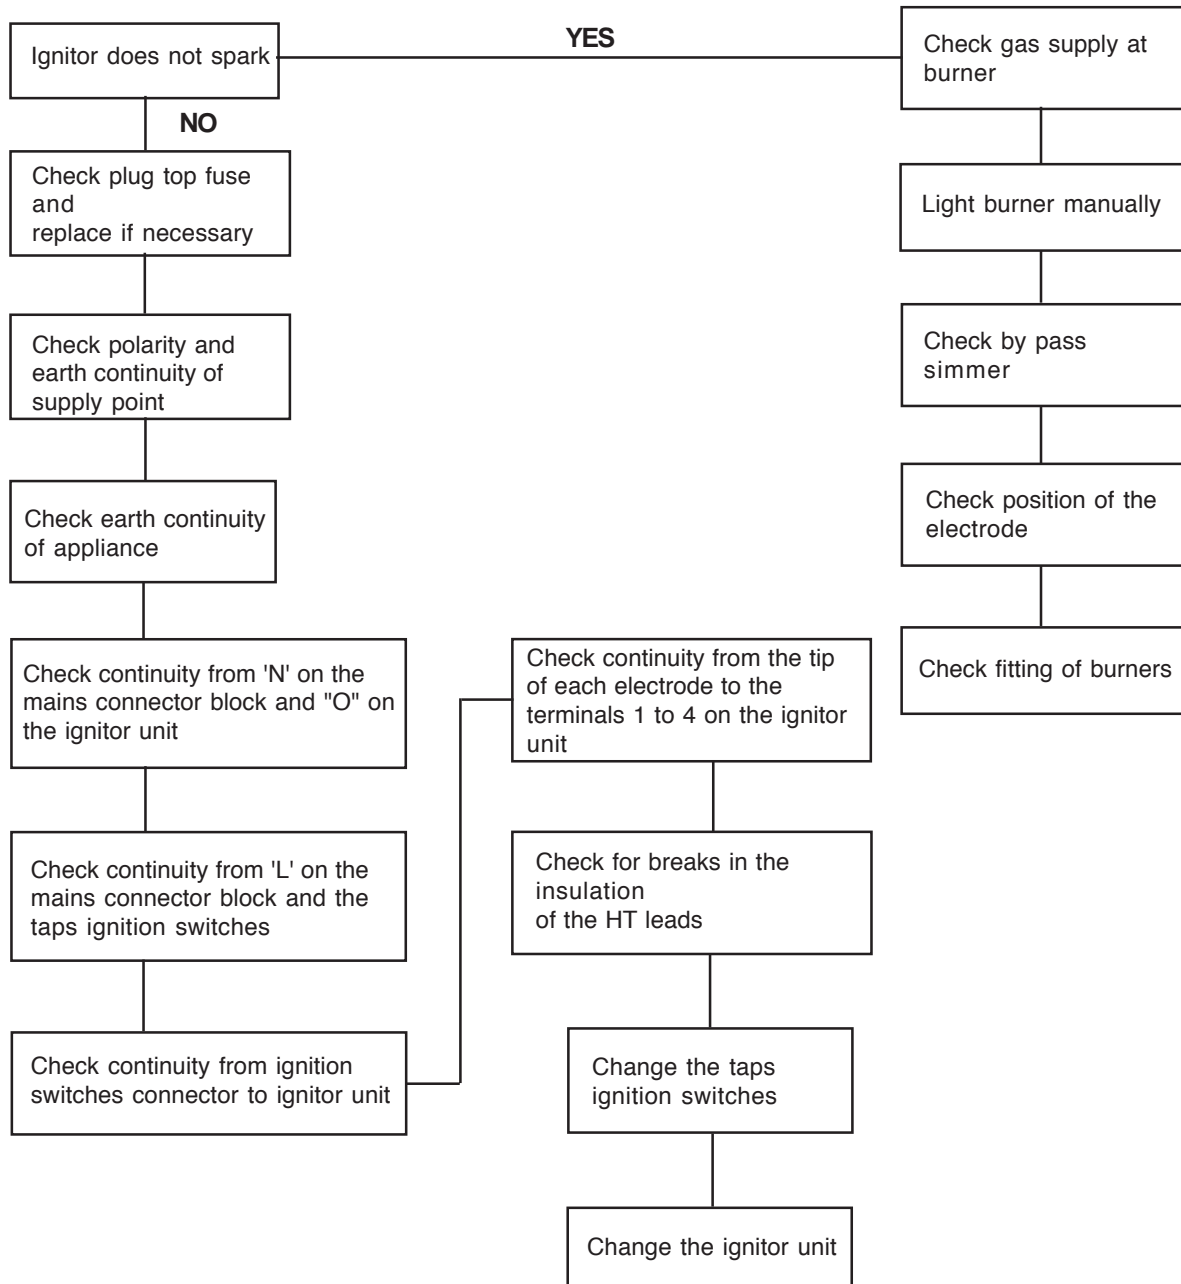 Ignitor does not spark
YES
Check gas supply at
burner
NO
Check plug top fuse
and
replace if necessary
Light burner manually
Check polarity and
earth continuity of
supply point
Check by pass
simmer
Check earth continuity
of appliance
Check position of the
electrode
Check continuity from 'N' on the
mains connector block and "O" on
the ignitor unit
Check continuity from the tip
of each electrode to the
terminals 1 to 4 on the ignitor
unit
Check fitting of burners
Check continuity from 'L' on the
mains connector block and the
taps ignition switches
Check for breaks in the
insulation
of the HT leads
Check continuity from ignition
switches connector to ignitor unit
Change the taps
ignition switches
Change the ignitor unit